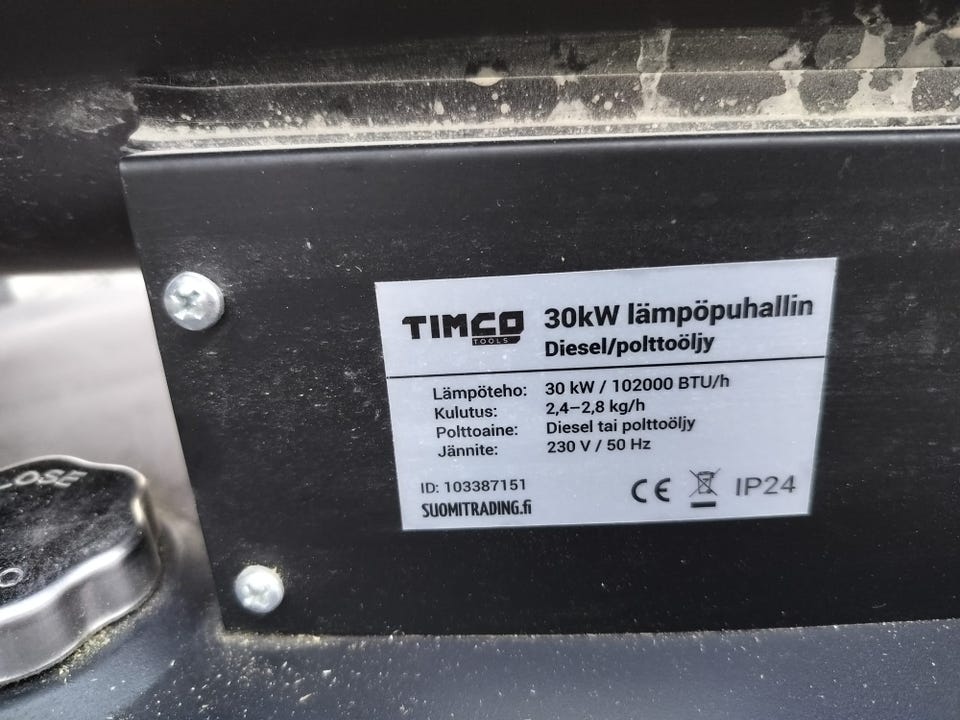 TIMCO
TOOLS
30kW lämpöpuhallin
Diesel/polttoöljy
Lämpöteho: 30 kW / 102000 BTU/h
Kulutus: 2,4–2,8 kg/h
Polttoaine: Diesel tai polttoöljy
Jännite: 230 V / 50 Hz
ID: 103387151
SUOMITRADING.fi
CE IP24
LOSE